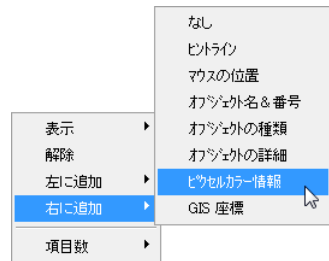 なし
ﾋﾝﾄﾗｲﾝ
ﾏｳｽの位置
ｵﾌﾞｼﾞｪｸﾄ名＆番号
ｵﾌﾞｼﾞｪｸﾄの種類
ｵﾌﾞｼﾞｪｸﾄの詳細
ﾋﾟｸｾﾙｶﾗｰ情報
GIS 座標
表示
解除
左に追加
右に追加
項目数